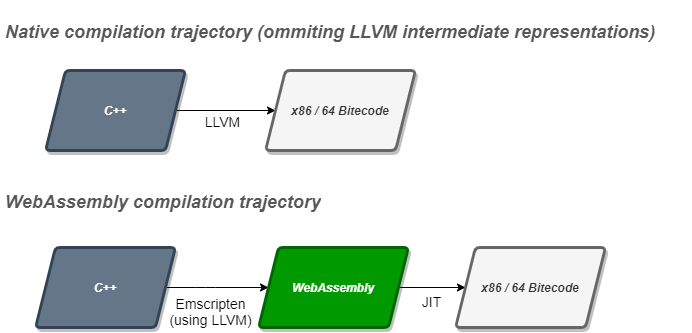 Native compilation trajectory (ommiting LLVM intermediate representations)
C++
LLVM
x86 / 64 Bitecode
WebAssembly compilation trajectory
C++
Emscripten
(using LLVM)
WebAssembly
JIT
x86 / 64 Bitecode